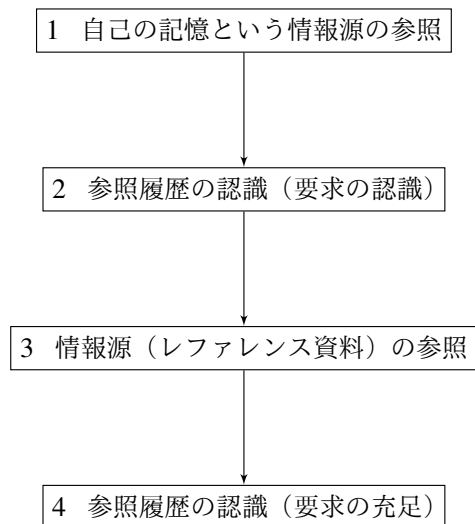 1 自己の記憶という情報源の参照
2 参照履歴の認識（要求の認識）
3 情報源（レファレンス資料）の参照
4 参照履歴の認識（要求の充足）